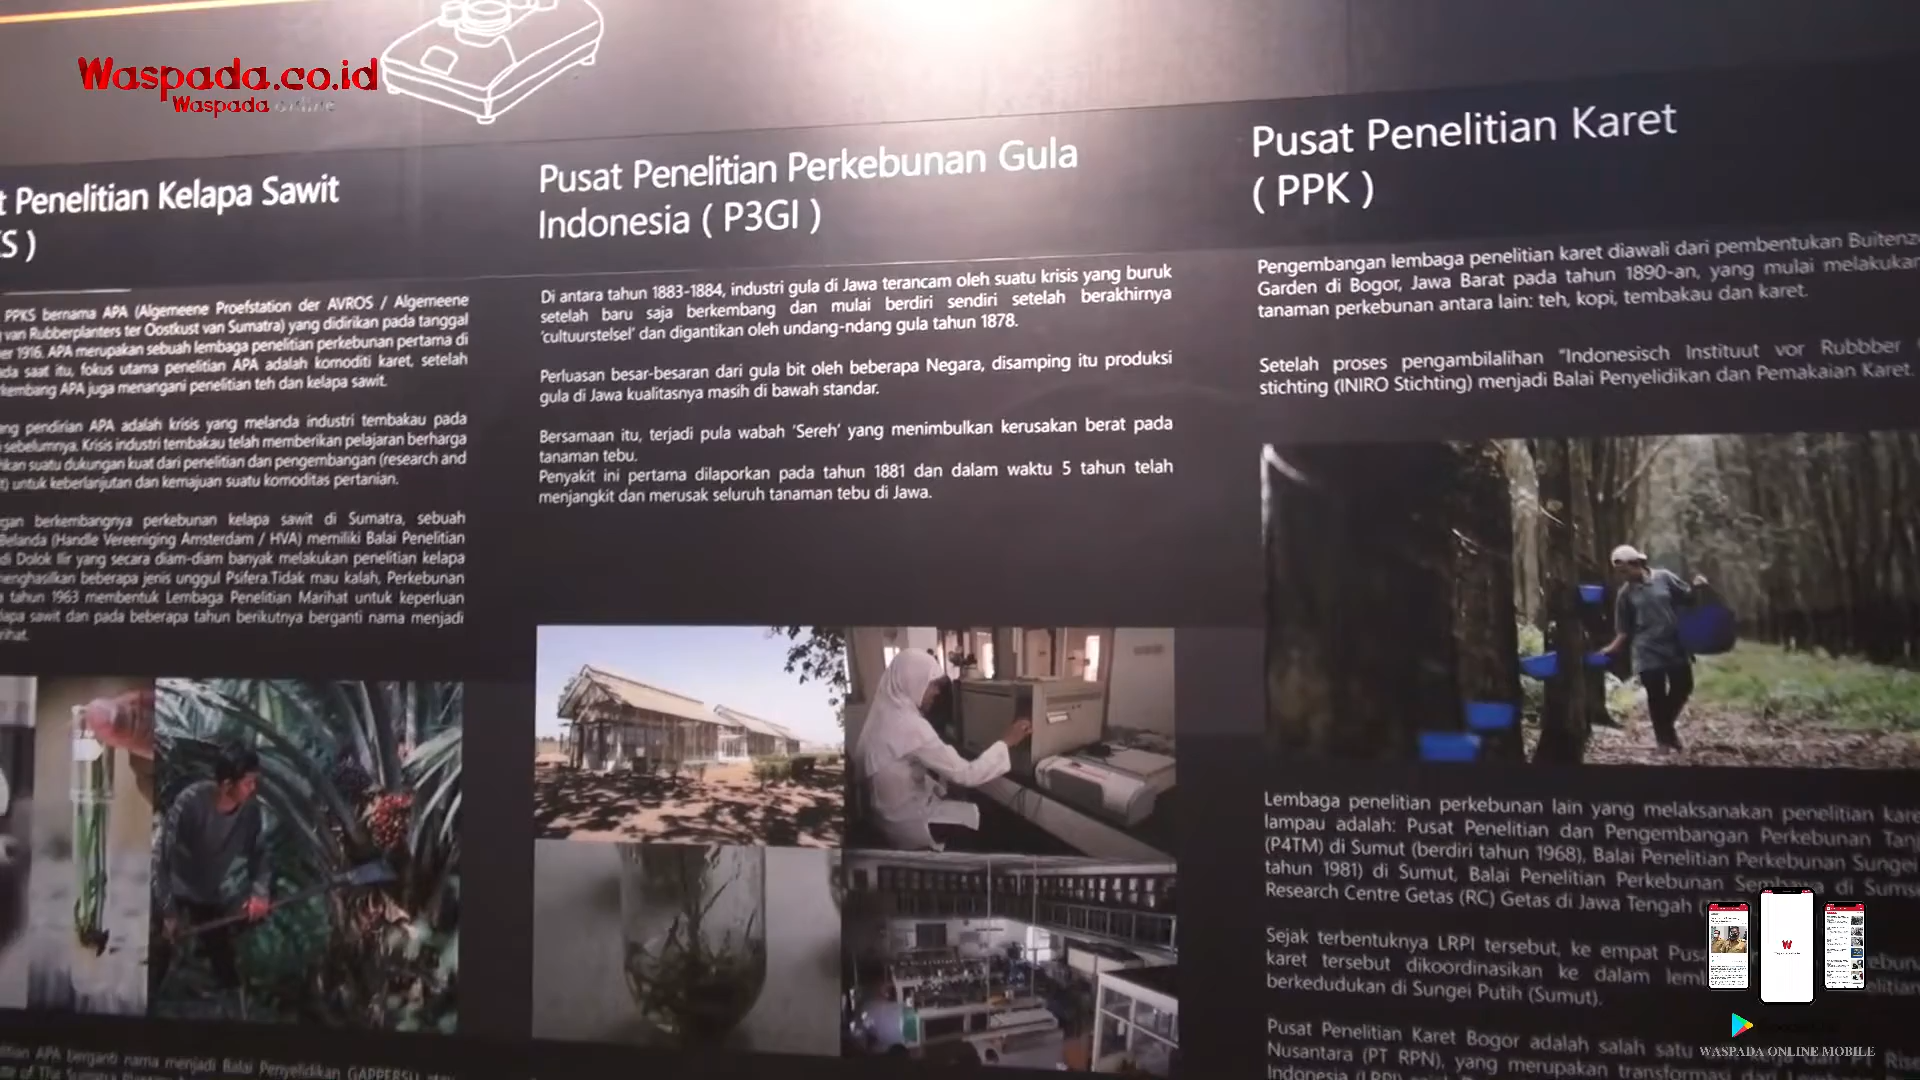 Waspada.co.id
Waspada online
Penelitian Kelapa Sawit
S )
PPKS bernama APA (Algemeene Proefstation der AVROS / Algemeene
van Rubberplanters ter Oostkust van Sumatra) yang didirikan pada tanggal
1916. APA merupakan sebuah lembaga penelitian perkebunan pertama di
saat itu, fokus utama penelitian APA adalah komoditi karet, setelah
APA juga menangani penelitian teh dan kelapa sawit.
pendirian APA adalah krisis yang melanda industri tembakau pada
sebelumnya. Krisis industri tembakau telah memberikan pelajaran berharga
suatu dukungan kuat dari penelitian dan pengembangan (research and
untuk keberlanjutan dan kemajuan suatu komoditas pertanian.
berkembangnya perkebunan kelapa sawit di Sumatra, sebuah
Belanda (Handle Vereeniging Amsterdam / HVA) memiliki Balai Penelitian
di Dolok Ilir yang secara diam-diam banyak melakukan penelitian kelapa
beberapa jenis unggul Psifera.Tidak mau kalah, Perkebunan
tahun 1963 membentuk Lembaga Penelitian Marihat untuk keperluan
sawit dan pada beberapa tahun berikutnya berganti nama menjadi
APA berganti nama menjadi Balai Penyelidikan GAPPERSU
Pusat Penelitian Perkebunan Gula
Indonesia ( P3GI )
Di antara tahun 1883-1884, industri gula di Jawa terancam oleh suatu krisis yang buruk
setelah baru saja berkembang dan mulai berdiri sendiri setelah berakhirnya
'cultuurstelsel' dan digantikan oleh undang-ndang gula tahun 1878.
Perluasan besar-besaran dari gula bit oleh beberapa Negara, disamping itu produksi
gula di Jawa kualitasnya masih di bawah standar.
Bersamaan itu, terjadi pula wabah 'Sereh' yang menimbulkan kerusakan berat pada
tanaman tebu.
Penyakit ini pertama dilaporkan pada tahun 1881 dan dalam waktu 5 tahun telah
menjangkit dan merusak seluruh tanaman tebu di Jawa.
Pusat Penelitian Karet
( PPK )
Pengembangan lembaga penelitian karet diawali dari pembentukan
Garden di Bogor, Jawa Barat pada tahun 1890-an, yang mulai melakukan
tanaman perkebunan antara lain: teh, kopi, tembakau dan karet.
Setelah proses pengambilalihan "Indonesisch Instituut vor Rubbber
stichting (INIRO Stichting) menjadi Balai Penyelidikan dan Pemakaian Karet.
Lembaga penelitian perkebunan lain yang melaksanakan penelitian
lampau adalah: Pusat Penelitian dan Pengembangan Perkebunan
(P4TM) di Sumut (berdiri tahun 1968), Balai Penelitian Perkebunan Sungei
tahun 1981) di Sumut, Balai Penelitian Perkebunan Sembawa di
Research Centre Getas (RC) Getas di Jawa Tengah
Sejak terbentuknya LRPI tersebut, ke empat
karet tersebut dikoordinasikan ke dalam
berkedudukan di Sungei Putih (Sumut).
Pusat Penelitian Karet Bogor adalah salah satu
Nusantara (PT RPN), yang merupakan transformasi dari
Indonesia
W
WASPADA ONLINE MOBILE